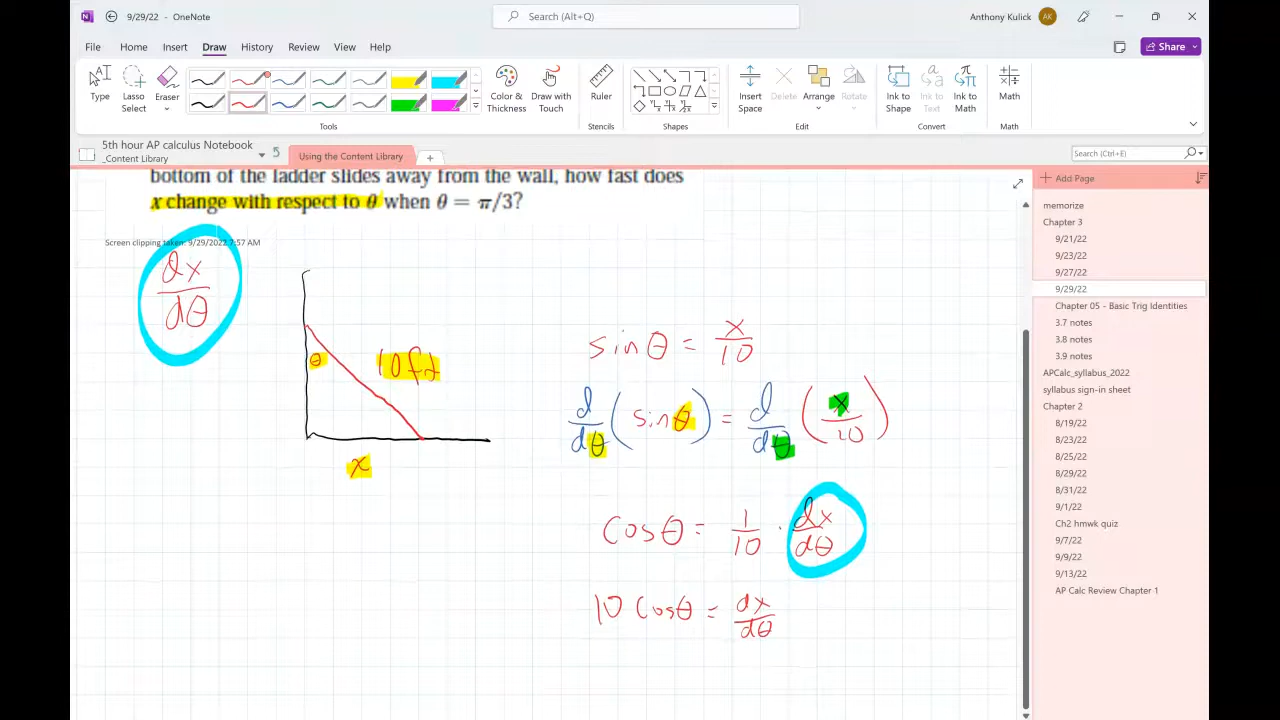 9/29/22 - OneNote
Search (Alt+Q)
Anthony Kulick
AK
File Home Insert Draw History Review View Help
Share
Type
Lasso Select
Eraser
Color & Thickness
Draw with Touch
Ruler
Insert Space
Delete
Arrange
Rotate
Ink to Shape
Ink to Text
Ink to Math
Math
Tools
Stencils
Shapes
Edit
Convert
Math
5th hour AP calculus Notebook
_Content Library
Using the Content Library
+
Search (Ctrl+E)
bottom of the ladder slides away from the wall, how fast does
x change with respect to θ when θ = π/3?
Screen clipping taken: 9/29/2022 7:57 AM
dx/dθ
θ
10ft
x
sinθ = x/10
d/dθ (sinθ) = d/dθ (x/10)
cosθ = 1/10 · dx/dθ
10 cosθ = dx/dθ
+ Add Page
memorize
Chapter 3
9/21/22
9/23/22
9/27/22
9/29/22
Chapter 05 - Basic Trig Identities
3.7 notes
3.8 notes
3.9 notes
APCalc_syllabus_2022
syllabus sign-in sheet
Chapter 2
8/19/22
8/23/22
8/25/22
8/29/22
8/31/22
9/1/22
Ch2 hmwk quiz
9/7/22
9/9/22
9/13/22
AP Calc Review Chapter 1